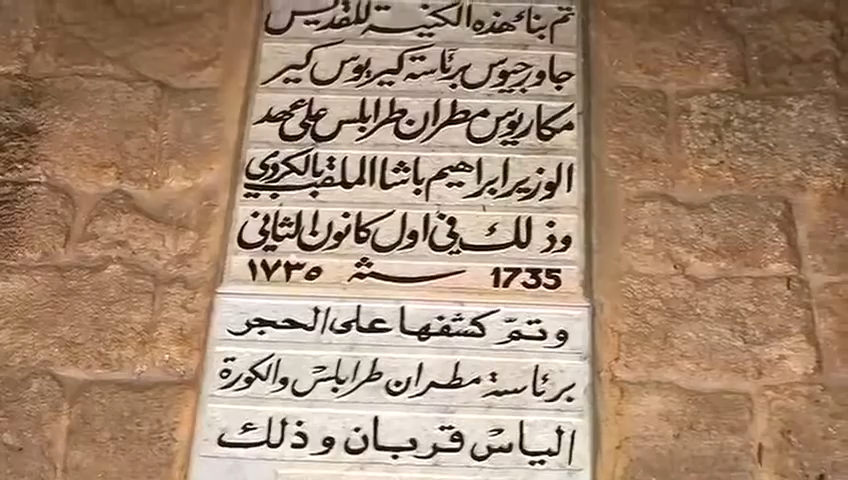 تم بناء هذه الكنيسة للقديس
جاورجيوس برئاسة كيريوس كير
مكاريوس مطران طرابلس على عهد
الوزير ابراهيم باشا الملقب بالكردي
وذلك في اول كانون الثاني
1735 سنة ١٧٣٥
وتمّ كشفها على الحجر
برئاسة مطران طرابلس والكورة
الياس قربان وذلك